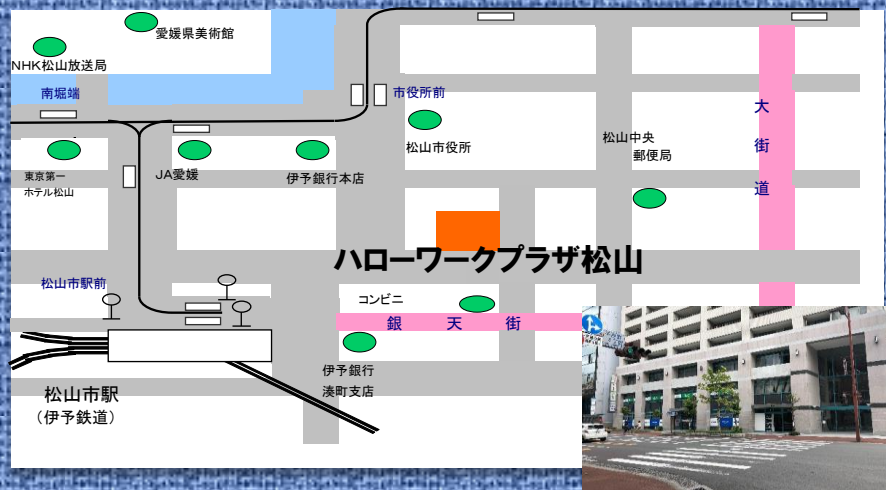 愛媛県美術館
NHK松山放送局
南堀端
市役所前
大街道
松山市役所
松山中央
郵便局
東京第一
ホテル松山
JA愛媛
伊予銀行本店
ハローワークプラザ松山
松山市駅前
コンビニ
銀天街
伊予銀行
湊町支店
松山市駅
（伊予鉄道）